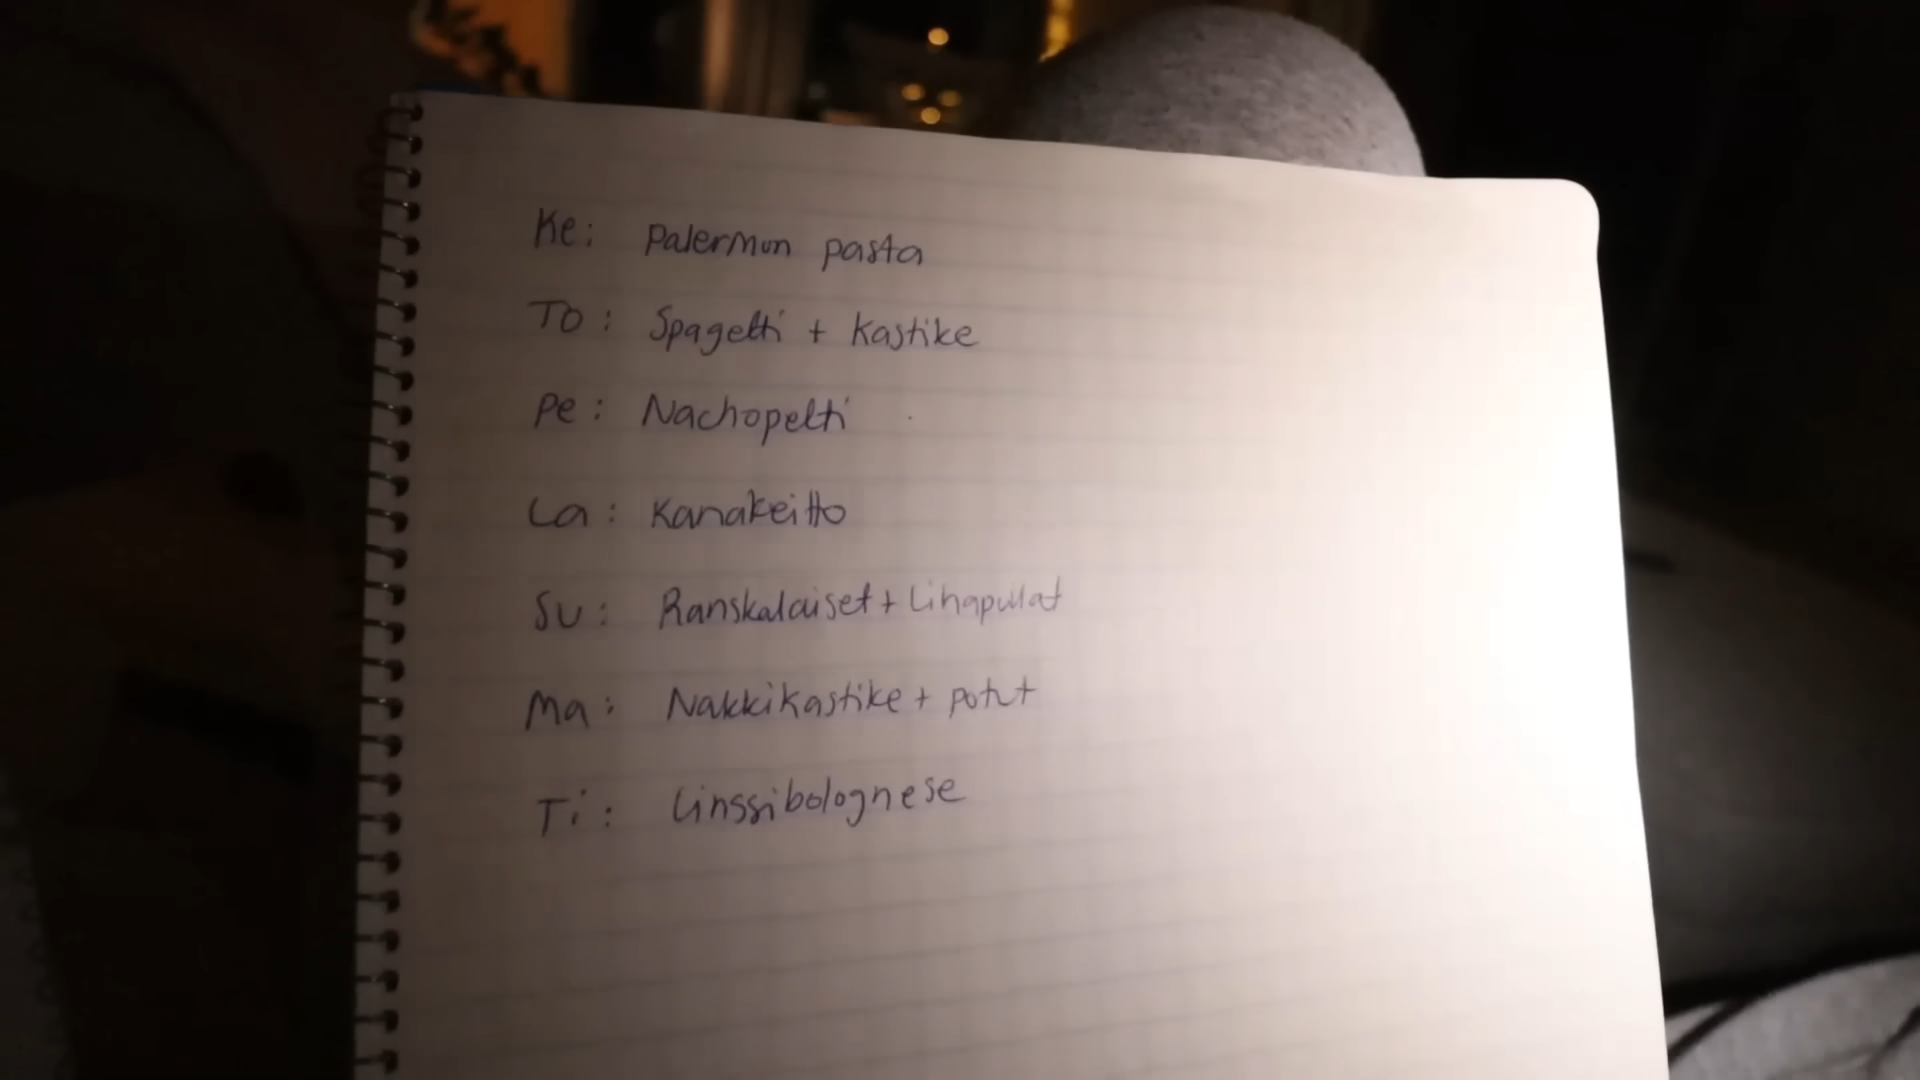 Ke: Palermon pasta
To: Spagetti + kastike
Pe: Nachopelti
La: Kanakeitto
Su: Ranskalaiset + Lihapullat
Ma: Nakkikastike + potut
Ti: Linssibolognese